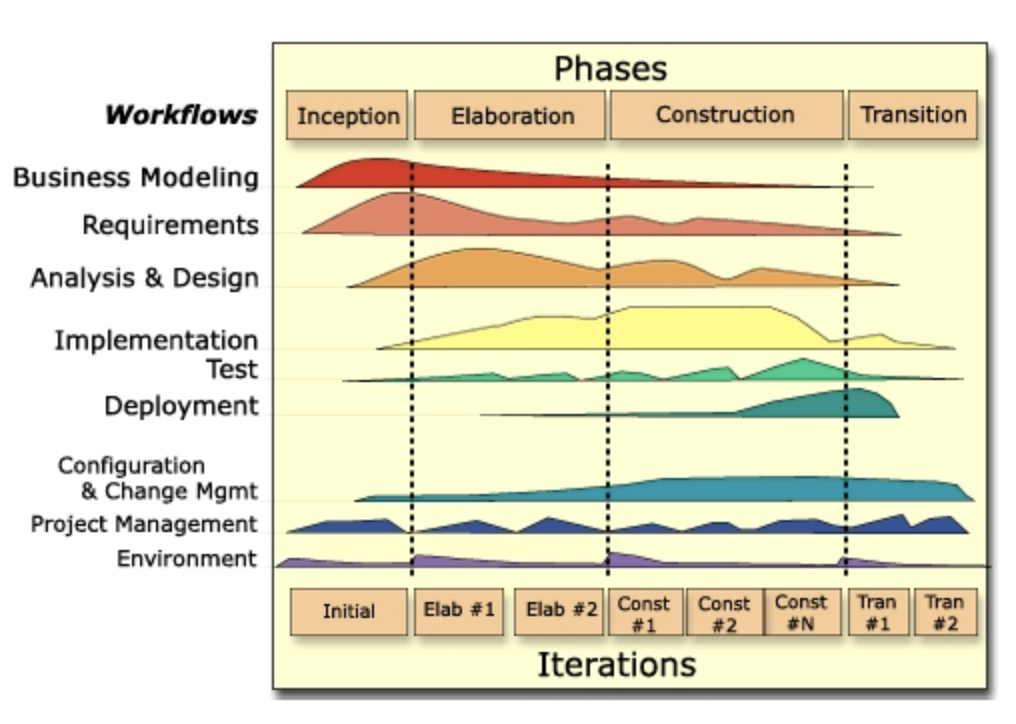 Phases
Workflows
Inception
Elaboration
Construction
Transition
Business Modeling
Requirements
Analysis & Design
Implementation
Test
Deployment
Configuration
& Change Mgmt
Project Management
Environment
Initial
Elab #1
Elab #2
Const
#1
Const
#2
Const
#N
Tran
#1
Tran
#2
Iterations